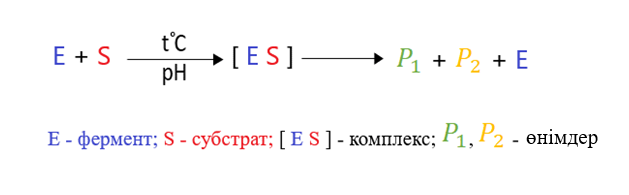 E + S t°C pH [ E S ] P₁ + P₂ + E
E - фермент; S - субстрат; [ E S ] - комплекс; P₁, P₂ - өнімдер